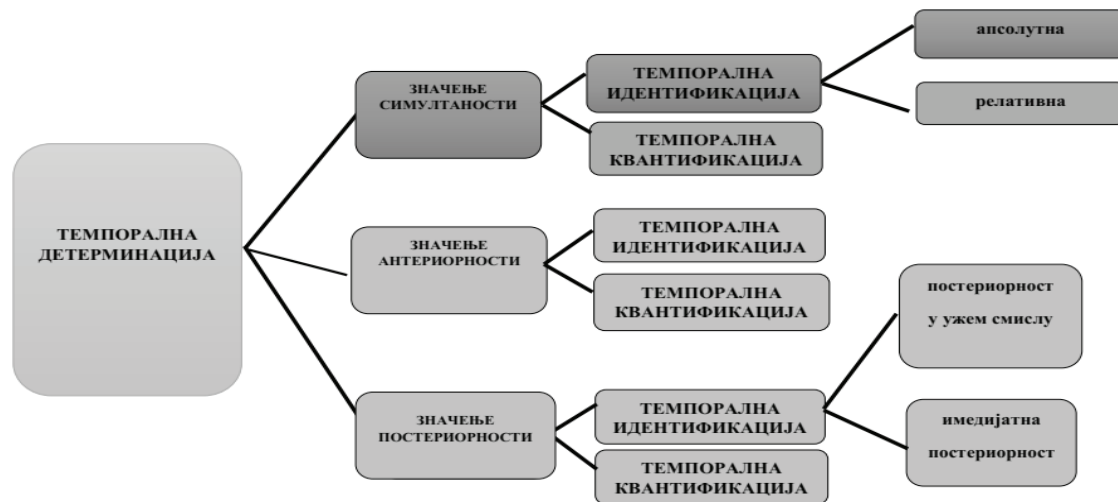 ТЕМПОРАЛНА
ДЕТЕРМИНАЦИЈА
ЗНАЧЕЊЕ
СИМУЛТАНОСТИ
ТЕМПОРАЛНА
ИДЕНТИФИКАЦИЈА
апсолутна
релативна
ТЕМПОРАЛНА
КВАНТИФИКАЦИЈА
ЗНАЧЕЊЕ
АНТЕРИОРНОСТИ
ТЕМПОРАЛНА
ИДЕНТИФИКАЦИЈА
ТЕМПОРАЛНА
КВАНТИФИКАЦИЈА
ЗНАЧЕЊЕ
ПОСТЕРИОРНОСТИ
ТЕМПОРАЛНА
ИДЕНТИФИКАЦИЈА
постериорност
у ужем смислу
имедијатна
постериорност
ТЕМПОРАЛНА
КВАНТИФИКАЦИЈА